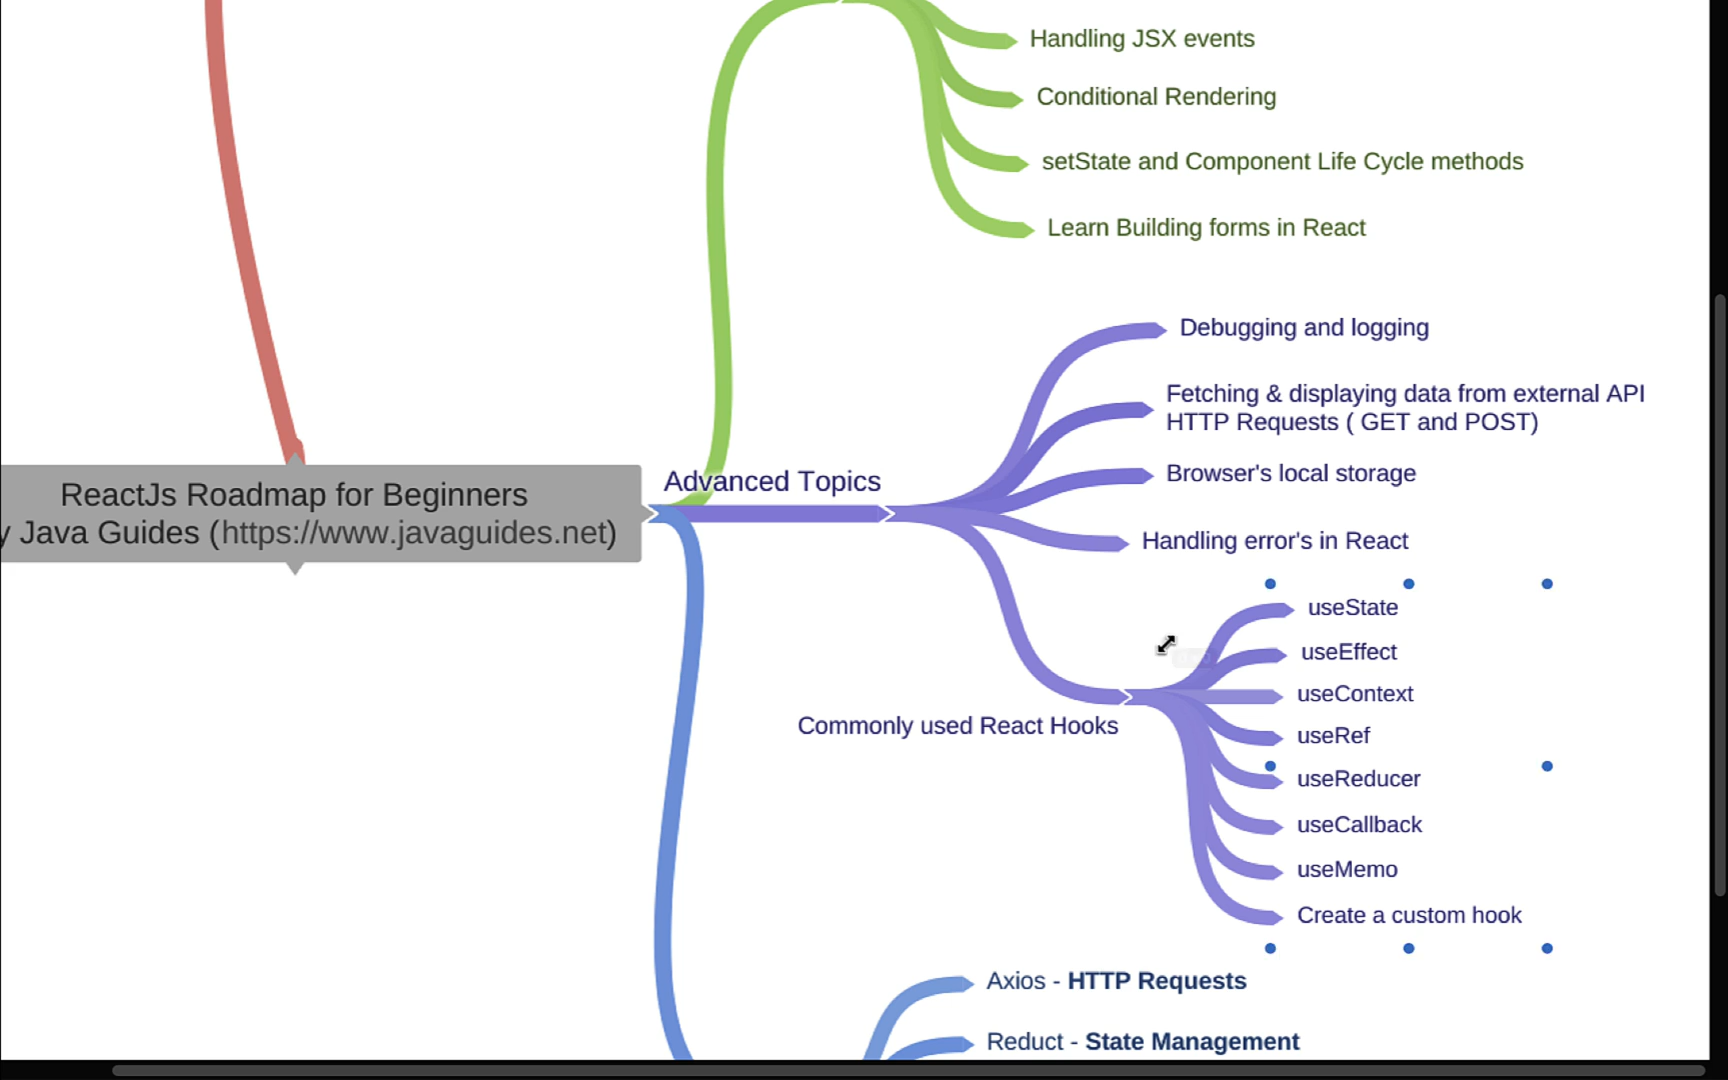 Handling JSX events
Conditional Rendering
setState and Component Life Cycle methods
Learn Building forms in React
Debugging and logging
Fetching & displaying data from external API
HTTP Requests ( GET and POST)
Browser's local storage
Handling error's in React
Advanced Topics
ReactJs Roadmap for Beginners
y Java Guides (https://www.javaguides.net)
Commonly used React Hooks
useState
useEffect
useContext
useRef
useReducer
useCallback
useMemo
Create a custom hook
Axios - HTTP Requests
Reduct - State Management